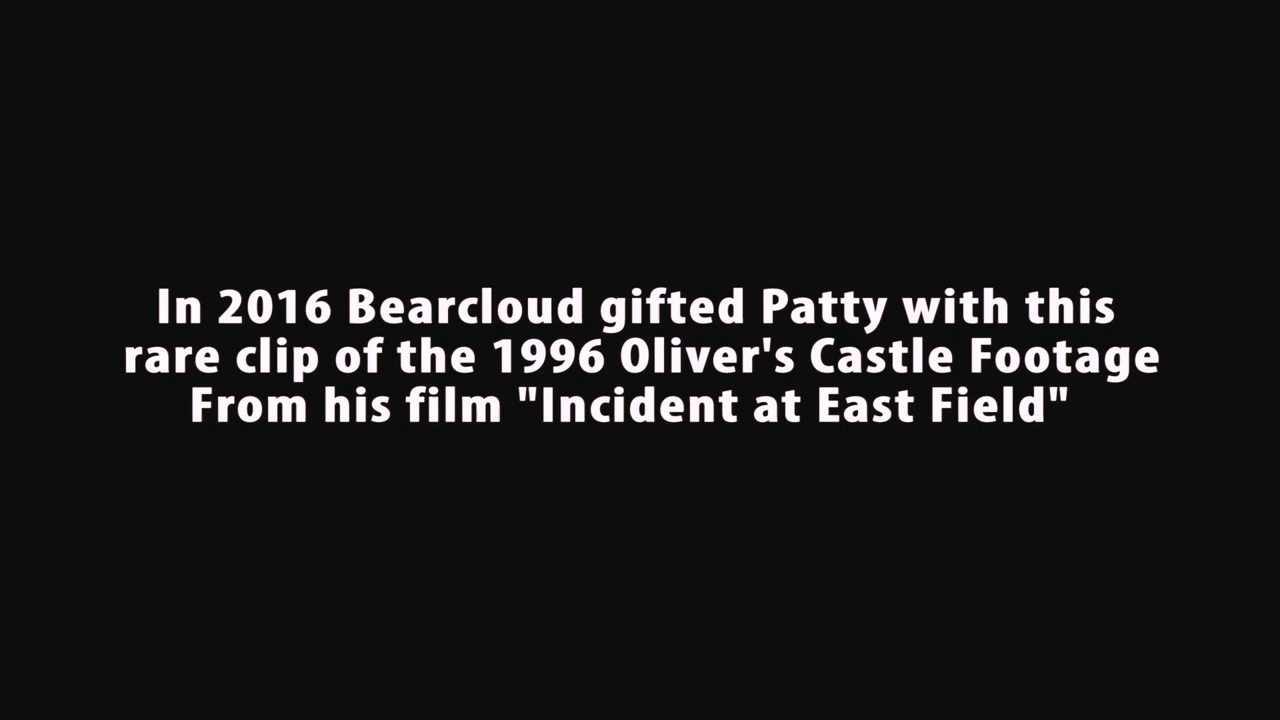 In 2016 Bearcloud gifted Patty with this
rare clip of the 1996 Oliver's Castle Footage
From his film "Incident at East Field"